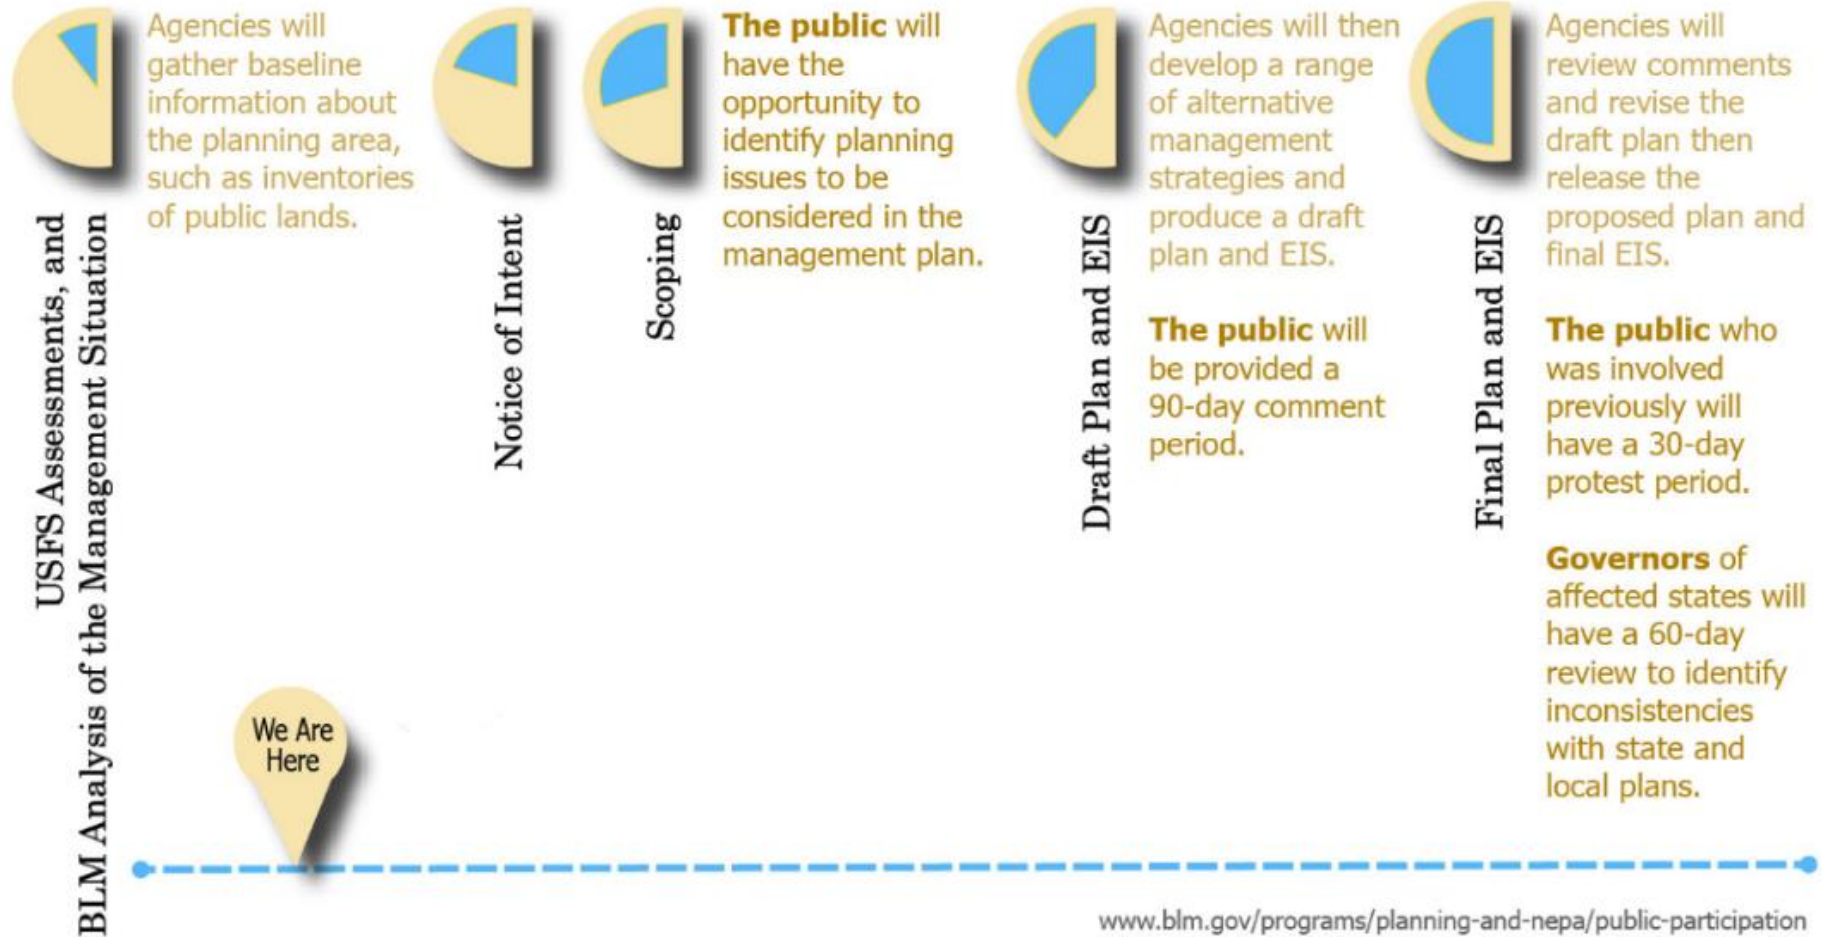 USFS Assessments, and
BLM Analysis of the Management Situation
Agencies will
gather baseline
information about
the planning area,
such as inventories
of public lands.
Notice of Intent
Scoping
The public will
have the
opportunity to
identify planning
issues to be
considered in the
management plan.
Draft Plan and EIS
Agencies will then
develop a range
of alternative
management
strategies and
produce a draft
plan and EIS.
The public will
be provided a
90-day comment
period.
Final Plan and EIS
Agencies will
review comments
and revise the
draft plan then
release the
proposed plan and
final EIS.
The public who
was involved
previously will
have a 30-day
protest period.
Governors of
affected states will
have a 60-day
review to identify
inconsistencies
with state and
local plans.
We Are
Here
www.blm.gov/programs/planning-and-nepa/public-participation